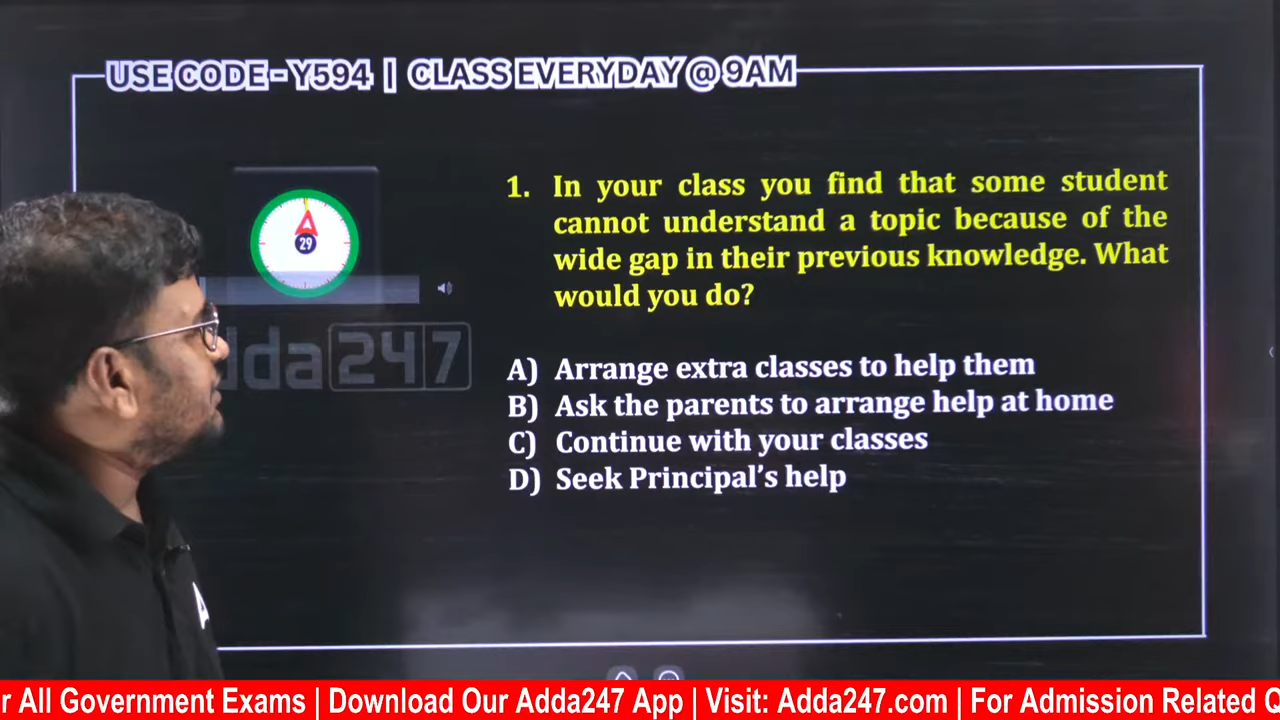 USE CODE - Y594 | CLASS EVERYDAY @ 9AM
29
dda247
1. In your class you find that some student
cannot understand a topic because of the
wide gap in their previous knowledge. What
would you do?
A) Arrange extra classes to help them
B) Ask the parents to arrange help at home
C) Continue with your classes
D) Seek Principal's help
r All Government Exams | Download Our Adda247 App | Visit: Adda247.com | For Admission Related Q